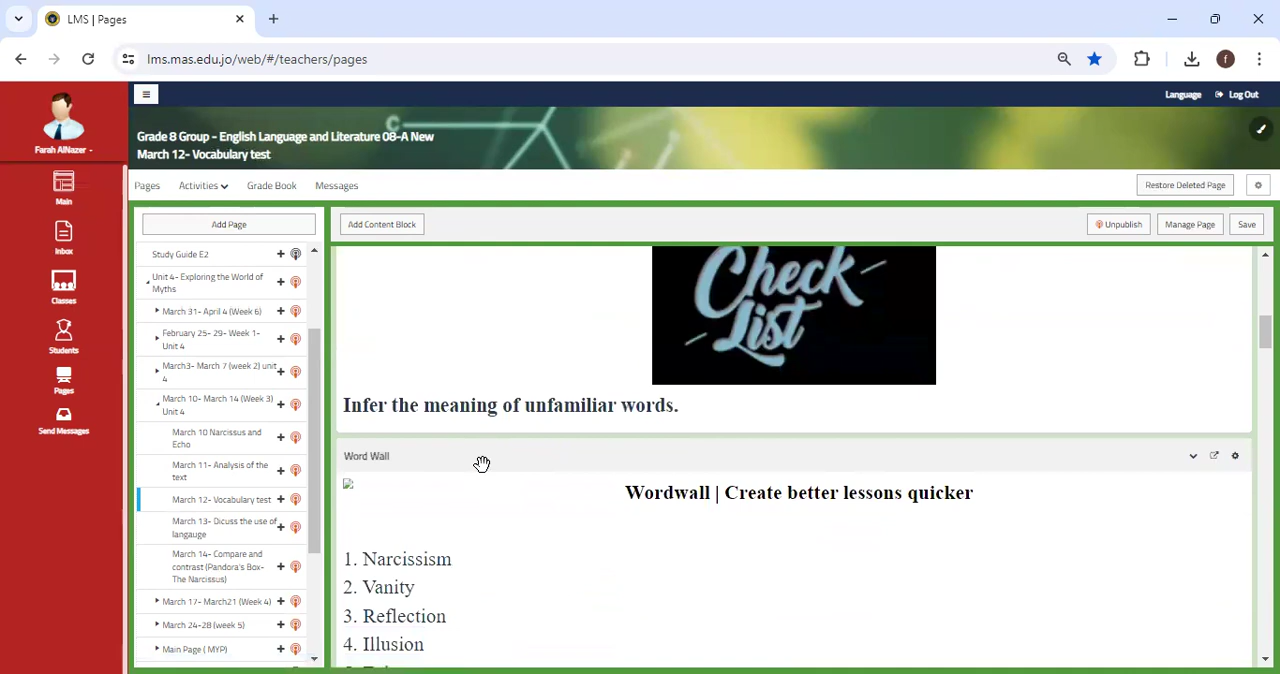 LMS | Pages
lms.mas.edu.jo/web/#/teachers/pages
f
Language
Log Out
Farah AlNazer
Grade 8 Group - English Language and Literature 08-A New
March 12- Vocabulary test
Pages
Activities
Grade Book
Messages
Restore Deleted Page
Main
Inbox
Classes
Students
Pages
Send Messages
Add Page
Add Content Block
Unpublish
Manage Page
Save
Study Guide E2
Unit 4- Exploring the World of
Myths
March 31- April 4 (Week 6)
February 25- 29- Week 1-
Unit 4
March3- March 7 (week 2) unit
4
March 10- March 14 (Week 3)
Unit 4
March 10 Narcissus and
Echo
March 11- Analysis of the
text
March 12- Vocabulary test
March 13- Dicuss the use of
langauge
March 14- Compare and
contrast (Pandora's Box-
The Narcissus)
March 17- March21 (Week 4)
March 24-28 (week 5)
Main Page ( MYP)
Check
List
Infer the meaning of unfamiliar words.
Word Wall
Wordwall | Create better lessons quicker
1. Narcissism
2. Vanity
3. Reflection
4. Illusion